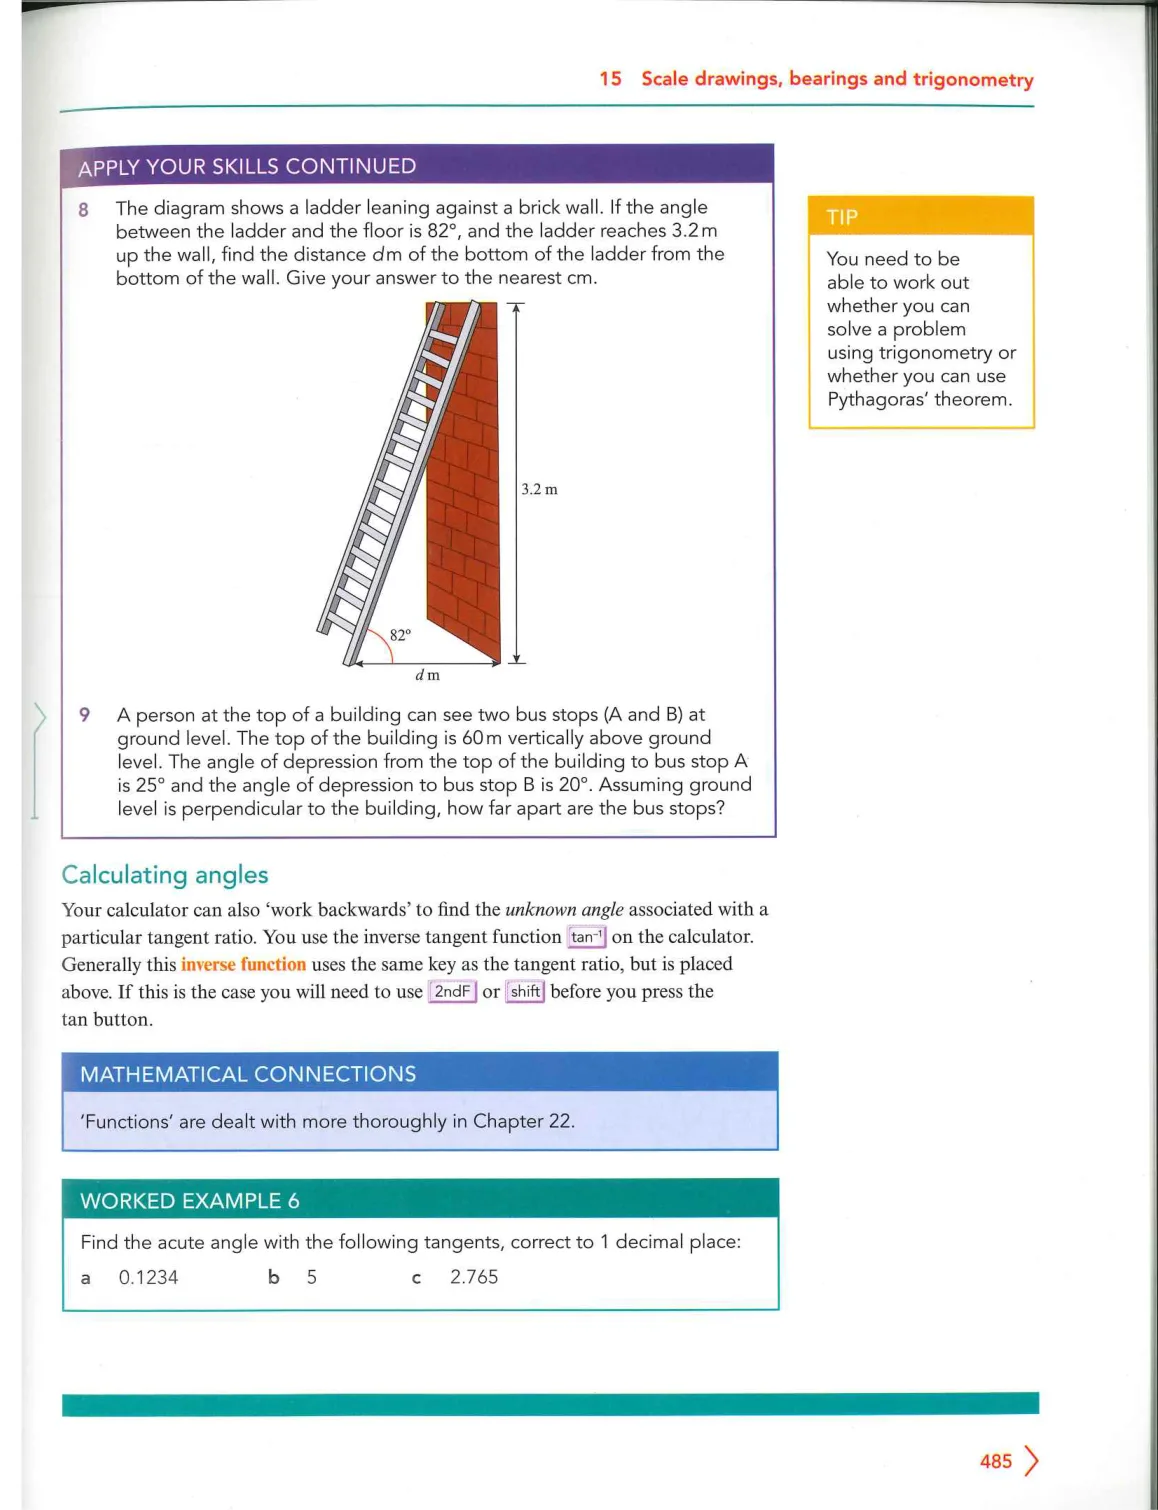 15 Scale drawings, bearings and trigonometry
APPLY YOUR SKILLS CONTINUED
8 The diagram shows a ladder leaning against a brick wall. If the angle
between the ladder and the floor is 82°, and the ladder reaches 3.2 m
up the wall, find the distance dm of the bottom of the ladder from the
bottom of the wall. Give your answer to the nearest cm.
3.2 m
82°
d m
9 A person at the top of a building can see two bus stops (A and B) at
ground level. The top of the building is 60 m vertically above ground
level. The angle of depression from the top of the building to bus stop A
is 25° and the angle of depression to bus stop B is 20°. Assuming ground
level is perpendicular to the building, how far apart are the bus stops?
TIP
You need to be
able to work out
whether you can
solve a problem
using trigonometry or
whether you can use
Pythagoras' theorem.
Calculating angles
Your calculator can also ‘work backwards’ to find the unknown angle associated with a
particular tangent ratio. You use the inverse tangent function tan⁻¹ on the calculator.
Generally this inverse function uses the same key as the tangent ratio, but is placed
above. If this is the case you will need to use 2ndF or shift before you press the
tan button.
MATHEMATICAL CONNECTIONS
'Functions' are dealt with more thoroughly in Chapter 22.
WORKED EXAMPLE 6
Find the acute angle with the following tangents, correct to 1 decimal place:
a 0.1234 b 5 c 2.765
485